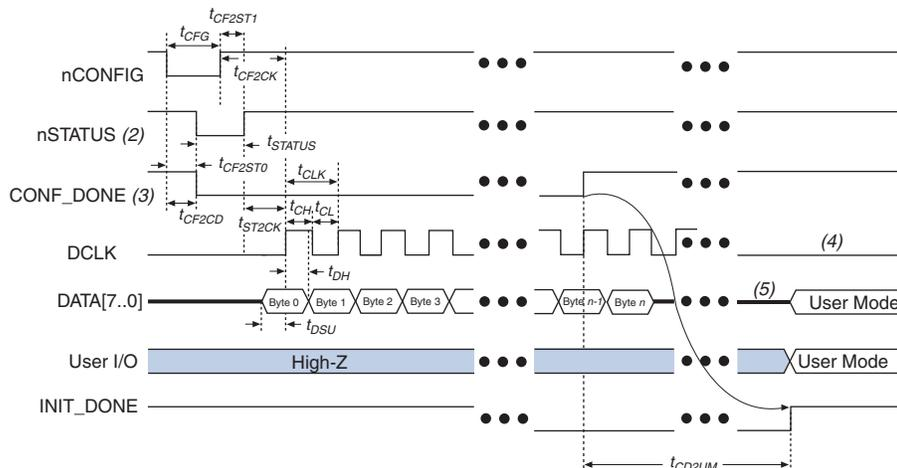 tCF2ST1
tCFG
nCONFIG
tCF2CK
nSTATUS (2)
tSTATUS
tCF2ST0
CONF_DONE (3)
tCLK
tCF2CD
tST2CK
tCH
tCL
DCLK
(4)
tDH
DATA[7..0]
Byte 0
Byte 1
Byte 2
Byte 3
Byte n-1
Byte n
(5)
User Mode
tDSU
User I/O
High-Z
User Mode
INIT_DONE
tCD2UM